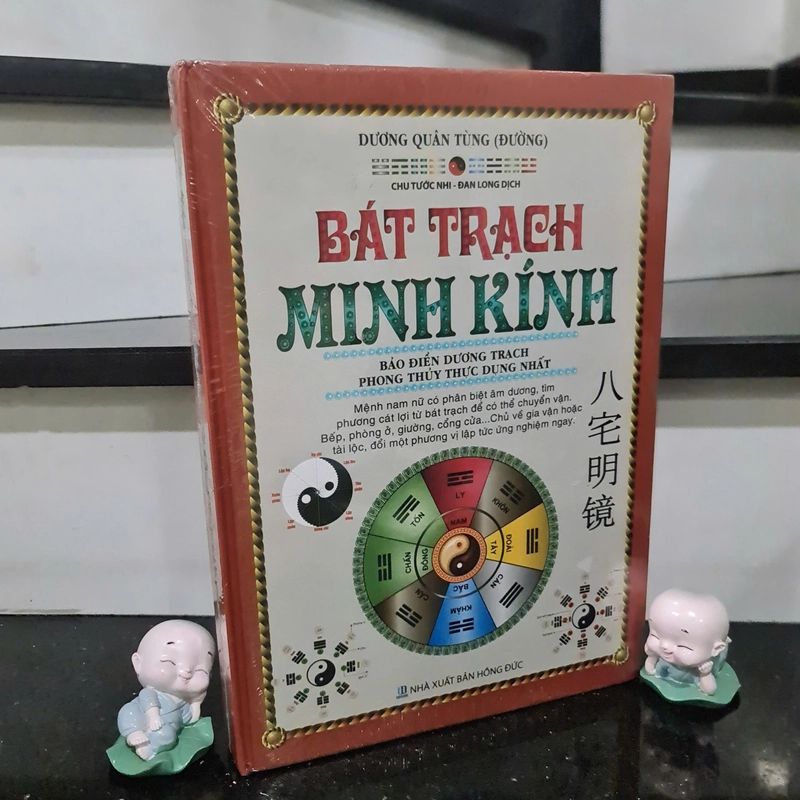 DƯƠNG QUÂN TÙNG (ĐƯỜNG)
CHU TƯỚC NHI - ĐAN LONG DỊCH
BÁT TRẠCH
MINH KÍNH
BẢO ĐIỂN DƯƠNG TRẠCH
PHONG THỦY THỰC DỤNG NHẤT
Mệnh nam nữ có phân biệt âm dương, tìm
phương cát lợi từ bát trạch để có thể chuyển vận.
Bếp, phòng ở, giường, cổng cửa...Chủ về gia vận hoặc
tài lộc, đổi một phương vị lập tức ứng nghiệm ngay.
八宅明镜
LY
NAM
KHÔN
ĐOÀI
TÂY
CÀN
KHẢM
BẮC
CẤN
CHẤN
ĐÔNG
TỐN
NHÀ XUẤT BẢN HỒNG ĐỨC